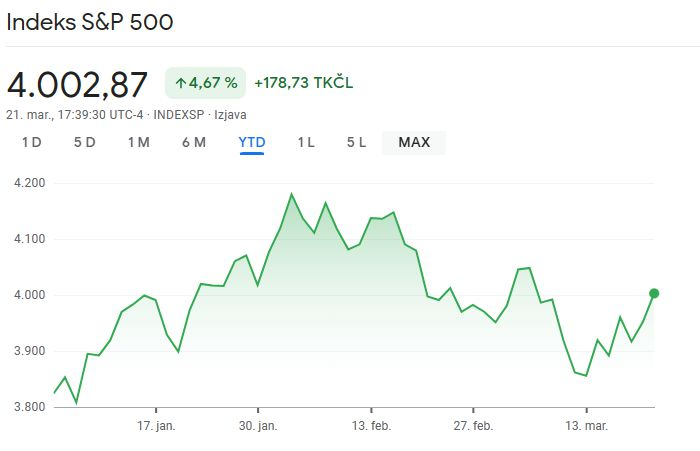 Indeks S&P 500
4.002,87 ↑4,67 % +178,73 TKČL
21. mar., 17:39:30 UTC-4 · INDEXSP · Izjava
1 D 5 D 1 M 6 M YTD 1 L 5 L MAX
4.200
4.100
4.000
3.900
3.800
17. jan. 30. jan. 13. feb. 27. feb. 13. mar.